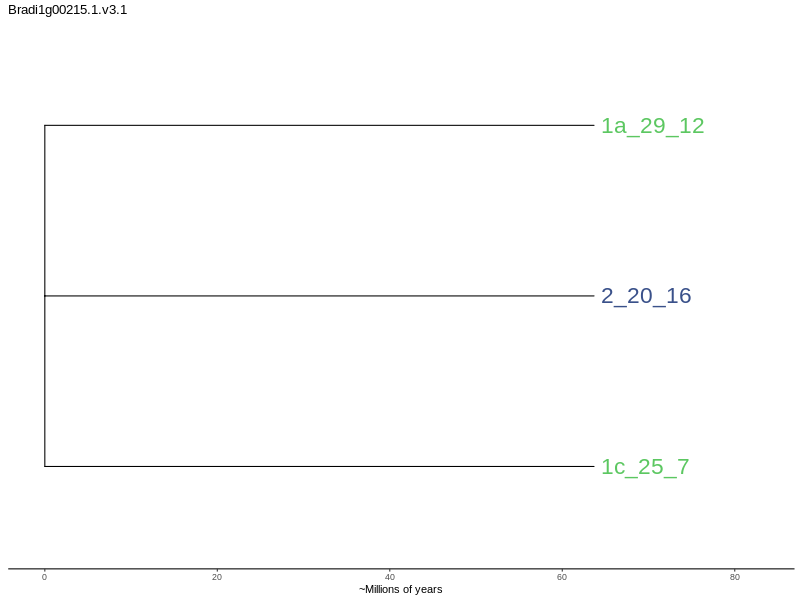 Bradi1g00215.1.v3.1
1a_29_12
2_20_16
1c_25_7
0 20 40 60 80
~Millions of years